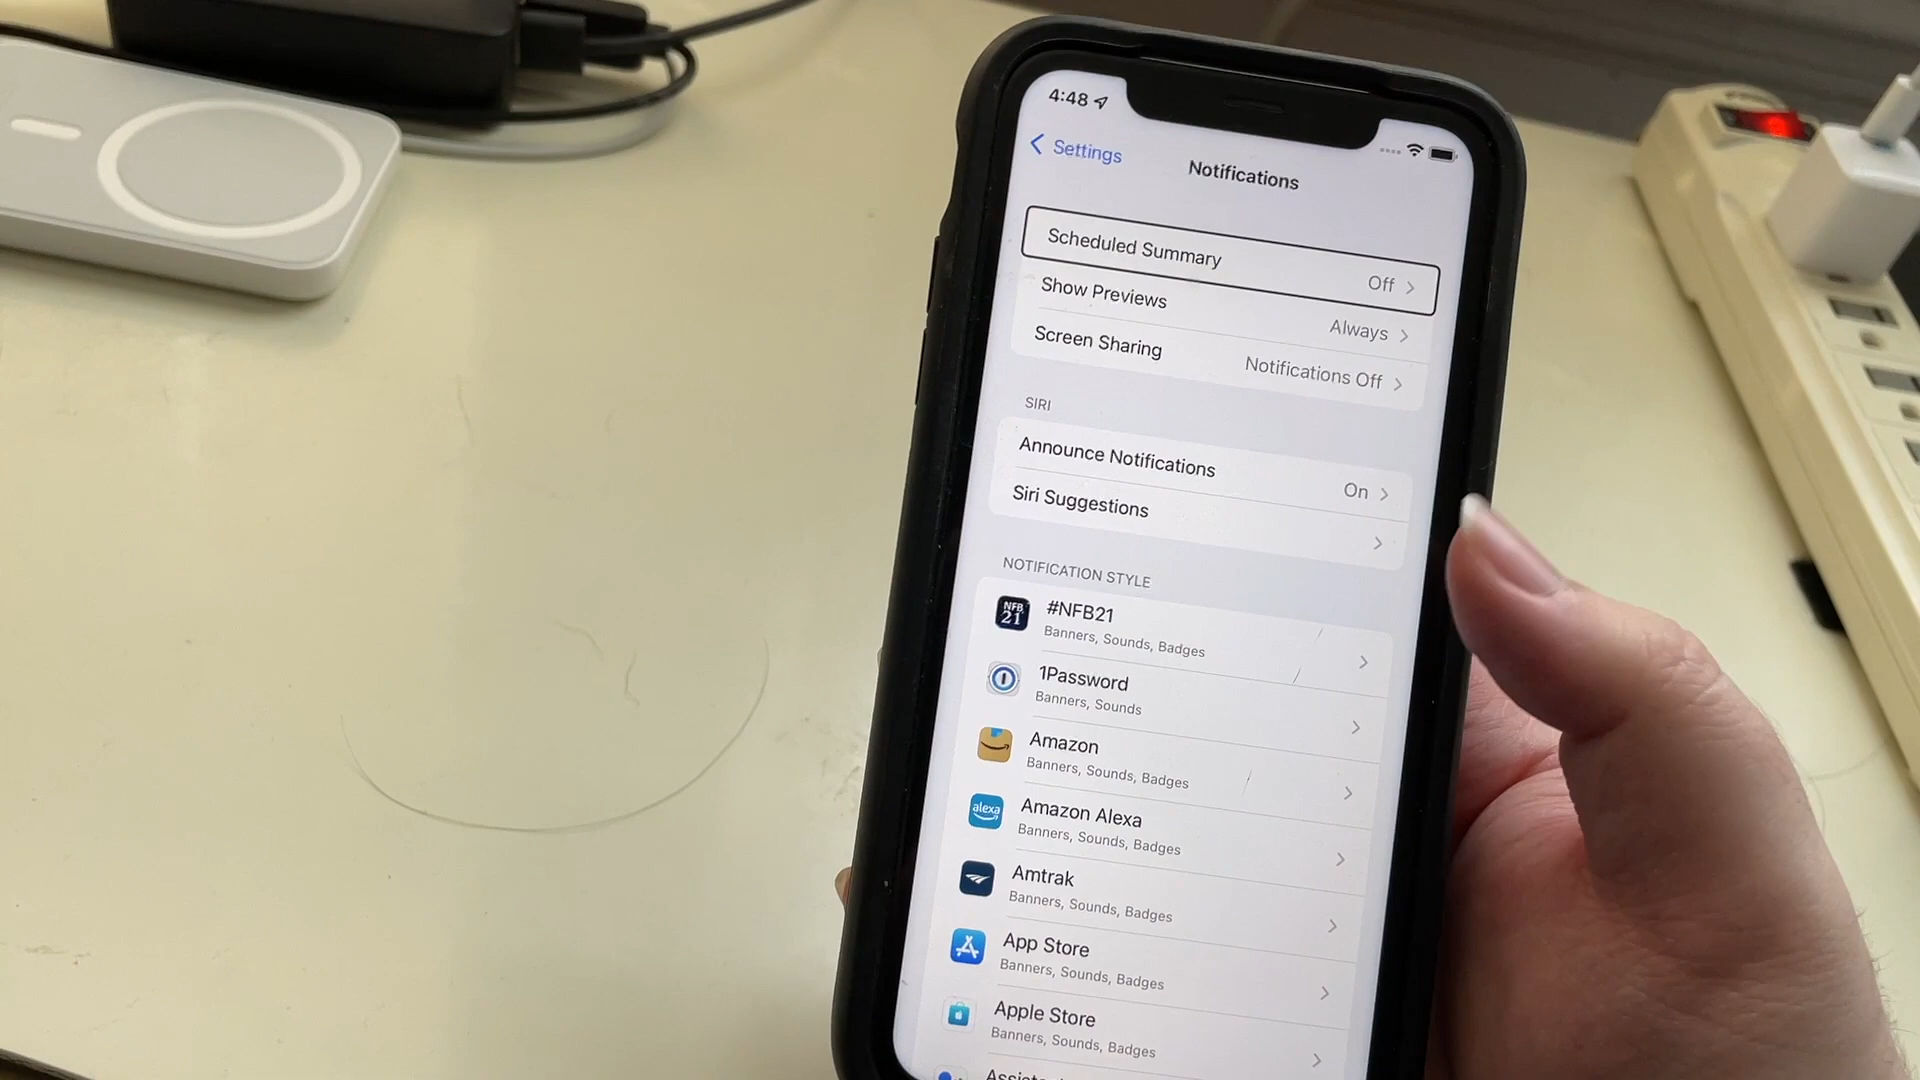 4:48
Settings
Notifications
Scheduled Summary Off
Show Previews Always
Screen Sharing Notifications Off
SIRI
Announce Notifications On
Siri Suggestions
NOTIFICATION STYLE
NFB
21
#NFB21
Banners, Sounds, Badges
1Password
Banners, Sounds
Amazon
Banners, Sounds, Badges
alexa
Amazon Alexa
Banners, Sounds, Badges
Amtrak
Banners, Sounds, Badges
App Store
Banners, Sounds, Badges
Apple Store
Banners, Sounds, Badges